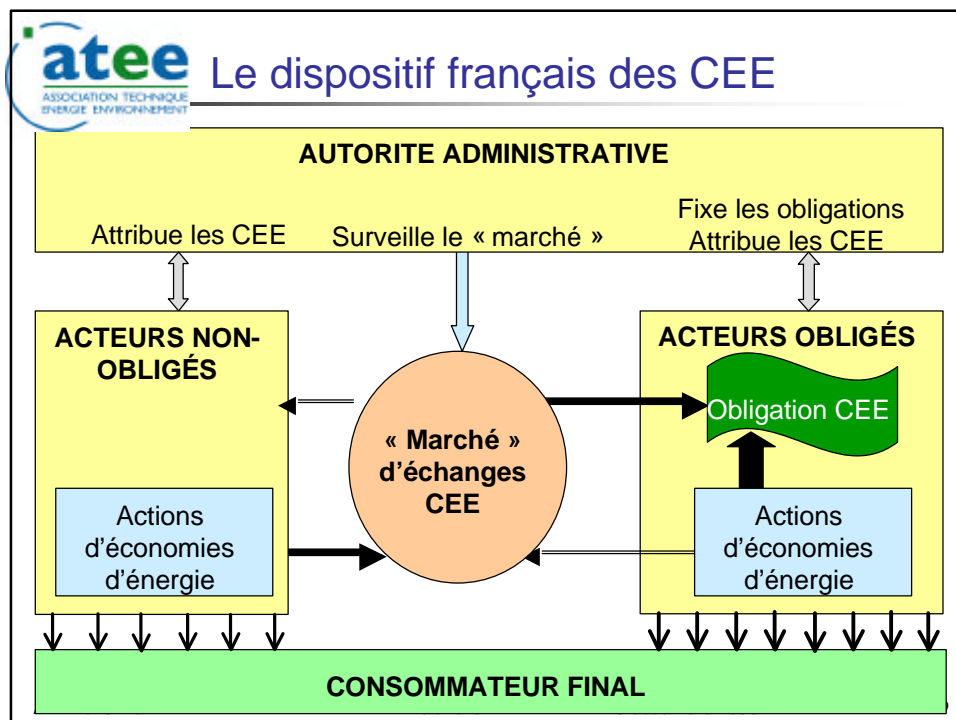 atee
ASSOCIATION TECHNIQUE
ENERGIE ENVIRONNEMENT
Le dispositif français des CEE
AUTORITE ADMINISTRATIVE
Attribue les CEE
Surveille le « marché »
Fixe les obligations
Attribue les CEE
ACTEURS NON-
OBLIGÉS
ACTEURS OBLIGÉS
Obligation CEE
« Marché »
d'échanges
CEE
Actions
d'économies
d'énergie
Actions
d'économies
d'énergie
CONSOMMATEUR FINAL